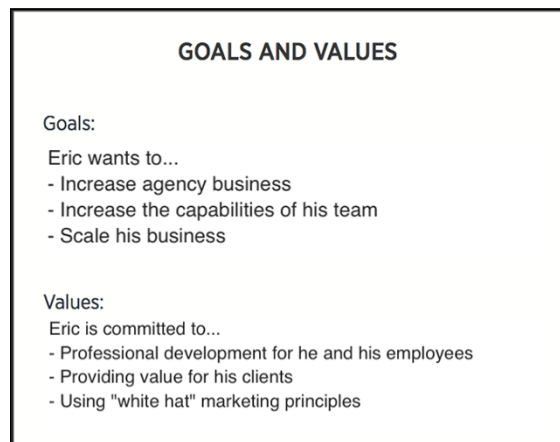 GOALS AND VALUES
Goals:
Eric wants to...
- Increase agency business
- Increase the capabilities of his team
- Scale his business
Values:
Eric is committed to...
- Professional development for he and his employees
- Providing value for his clients
- Using "white hat" marketing principles